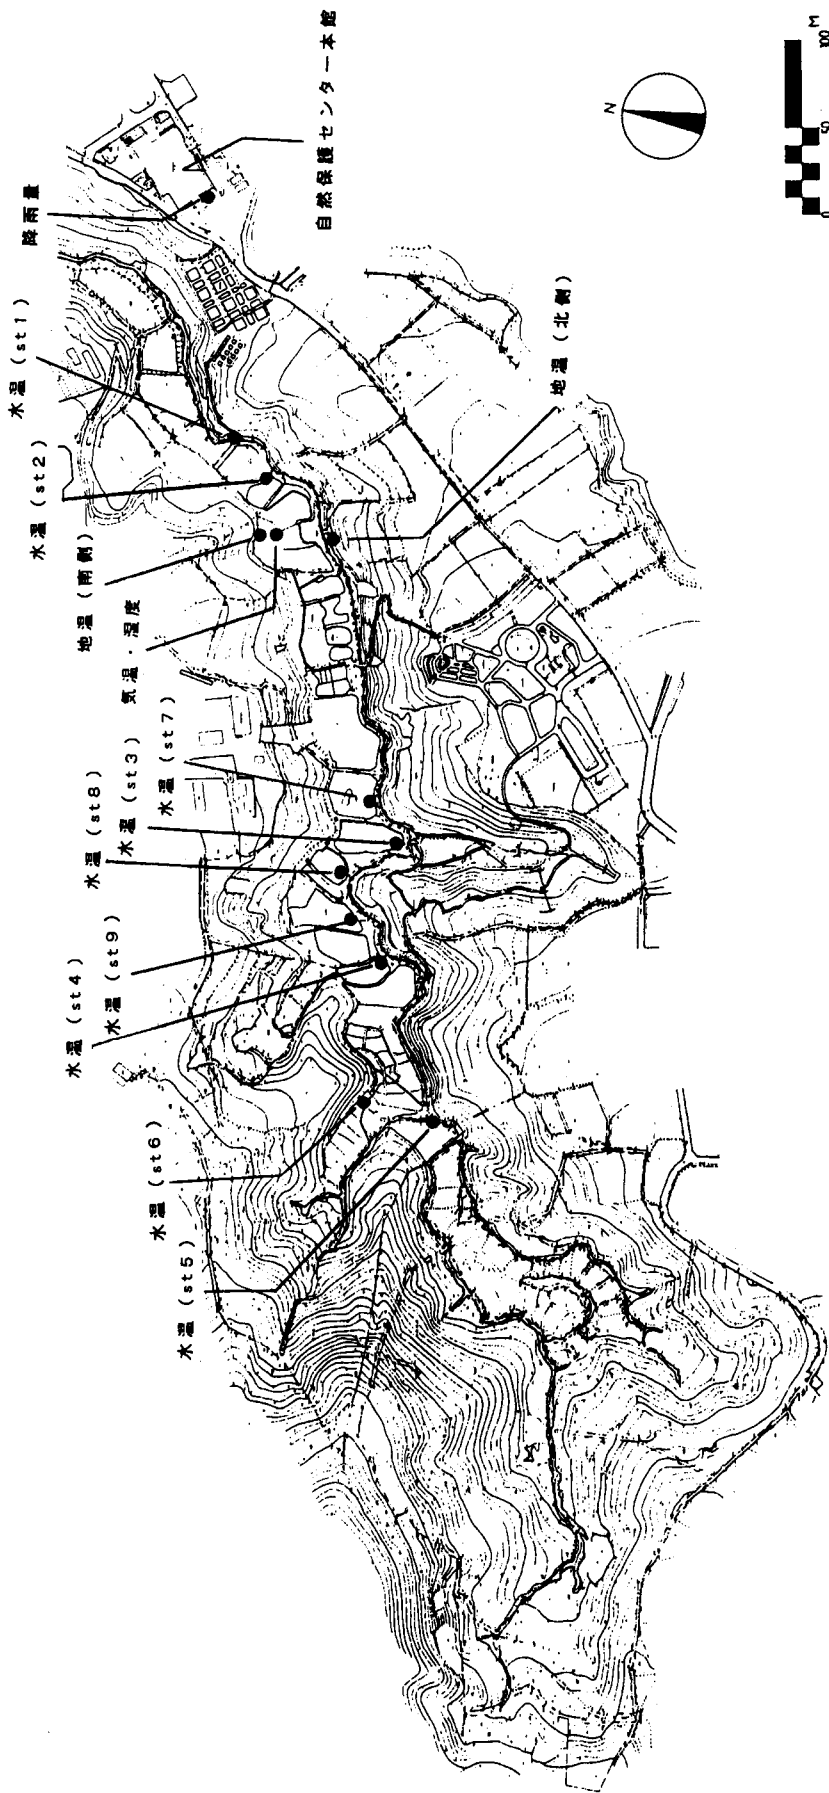 自然保護センター本館
降雨量
水温（st1）
水温（st2）
地温（南側）
気温・湿度
地温（北側）
水温（st7）
水温（st3）
水温（st8）
水温（st9）
水温（st4）
水温（st6）
水温（st5）
N
0 50 100 M